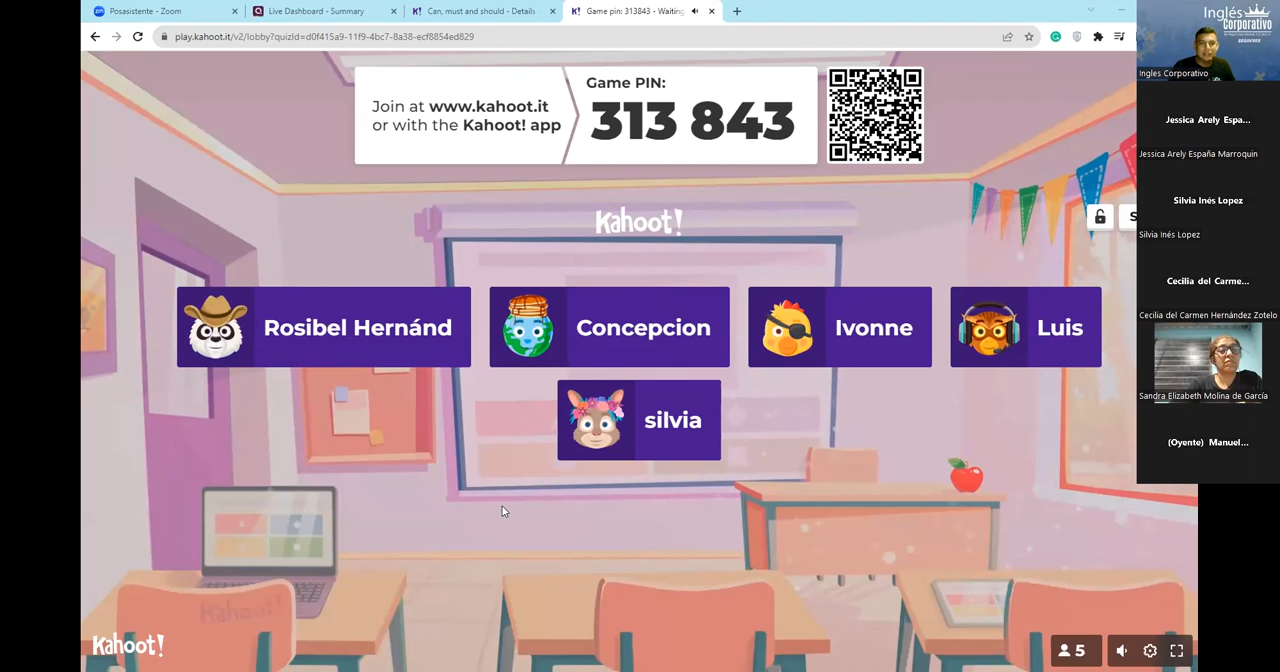 Posasistente - Zoom
Live Dashboard - Summary
Can, must and should - Details -
Game pin: 313843 - Waiting
play.kahoot.it/v2/lobby?quizId=d0f415a9-11f9-4bc7-8a38-ecf8854ed829
Join at www.kahoot.it
or with the Kahoot! app
Game PIN:
313 843
Kahoot!
S
Rosibel Hernánd
Concepcion
Ivonne
Luis
silvia
Kahoot!
Kahoot!
5
Inglés
Corporativo
BEGINNER
Ingles Corporativo
Jessica Arely Espa...
Jessica Arely España Marroquin
Silvia Inés Lopez
Silvia Inés Lopez
Cecilia del Carme...
Cecilia del Carmen Hernández Zotelo
Sandra Elizabeth Molina de García
(Oyente) Manuel...